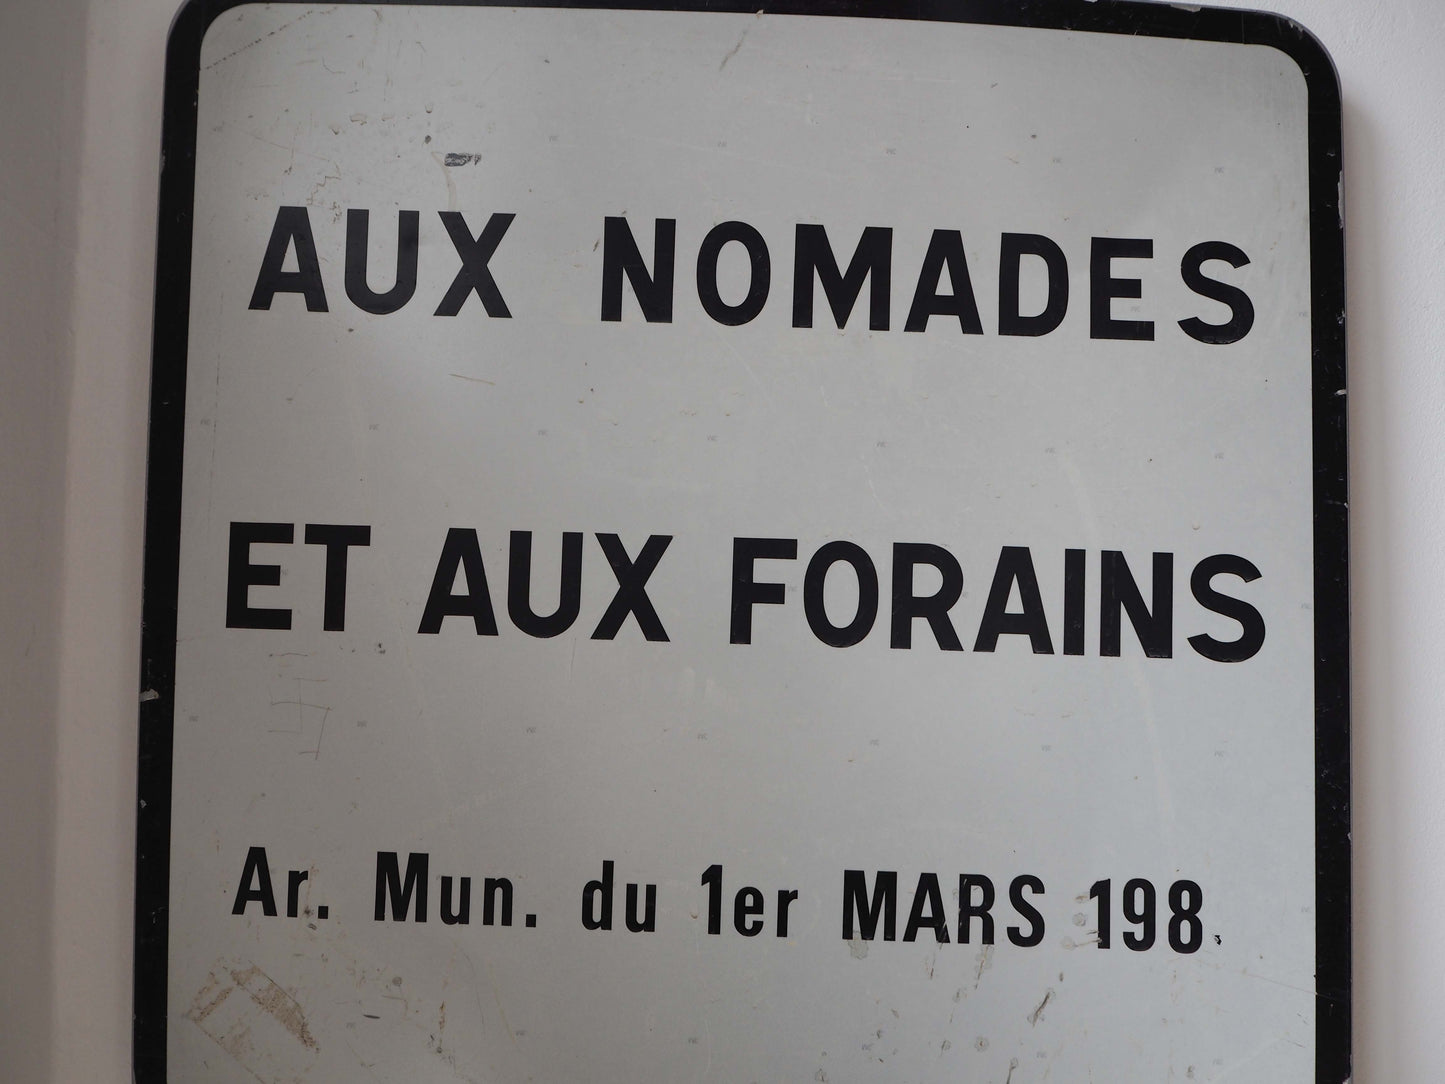 AUX NOMADES
ET AUX FORAINS
Ar. Mun. du 1er MARS 198